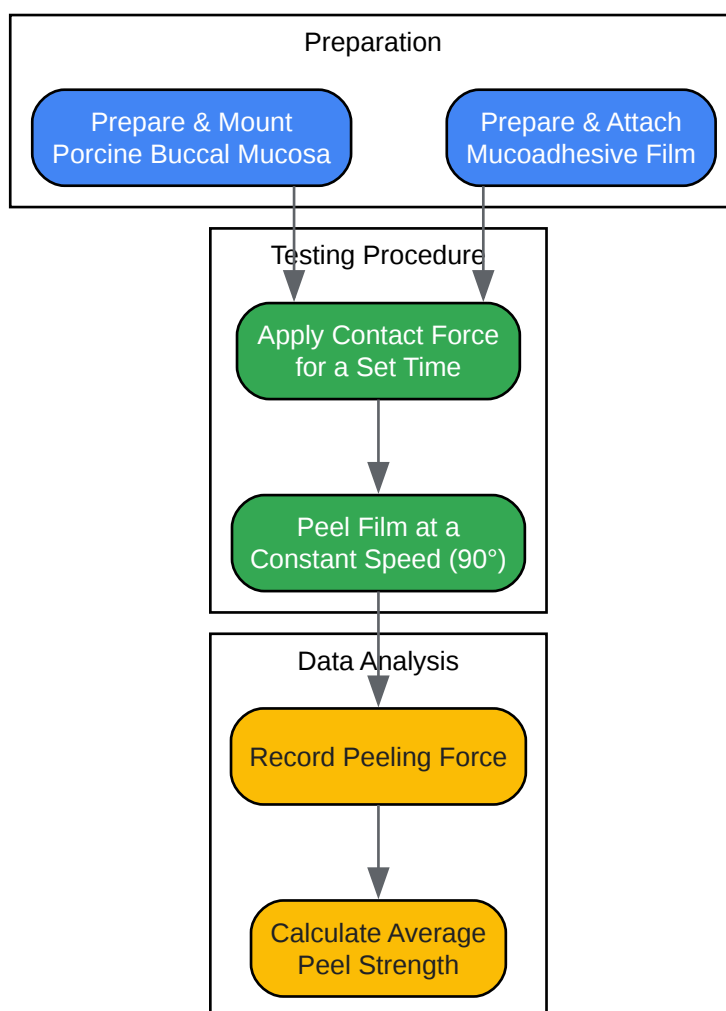 Preparation
Prepare & Mount
Porcine Buccal Mucosa
Prepare & Attach
Mucoadhesive Film
Testing Procedure
Apply Contact Force
for a Set Time
Peel Film at a
Constant Speed (90°)
Data Analysis
Record Peeling Force
Calculate Average
Peel Strength